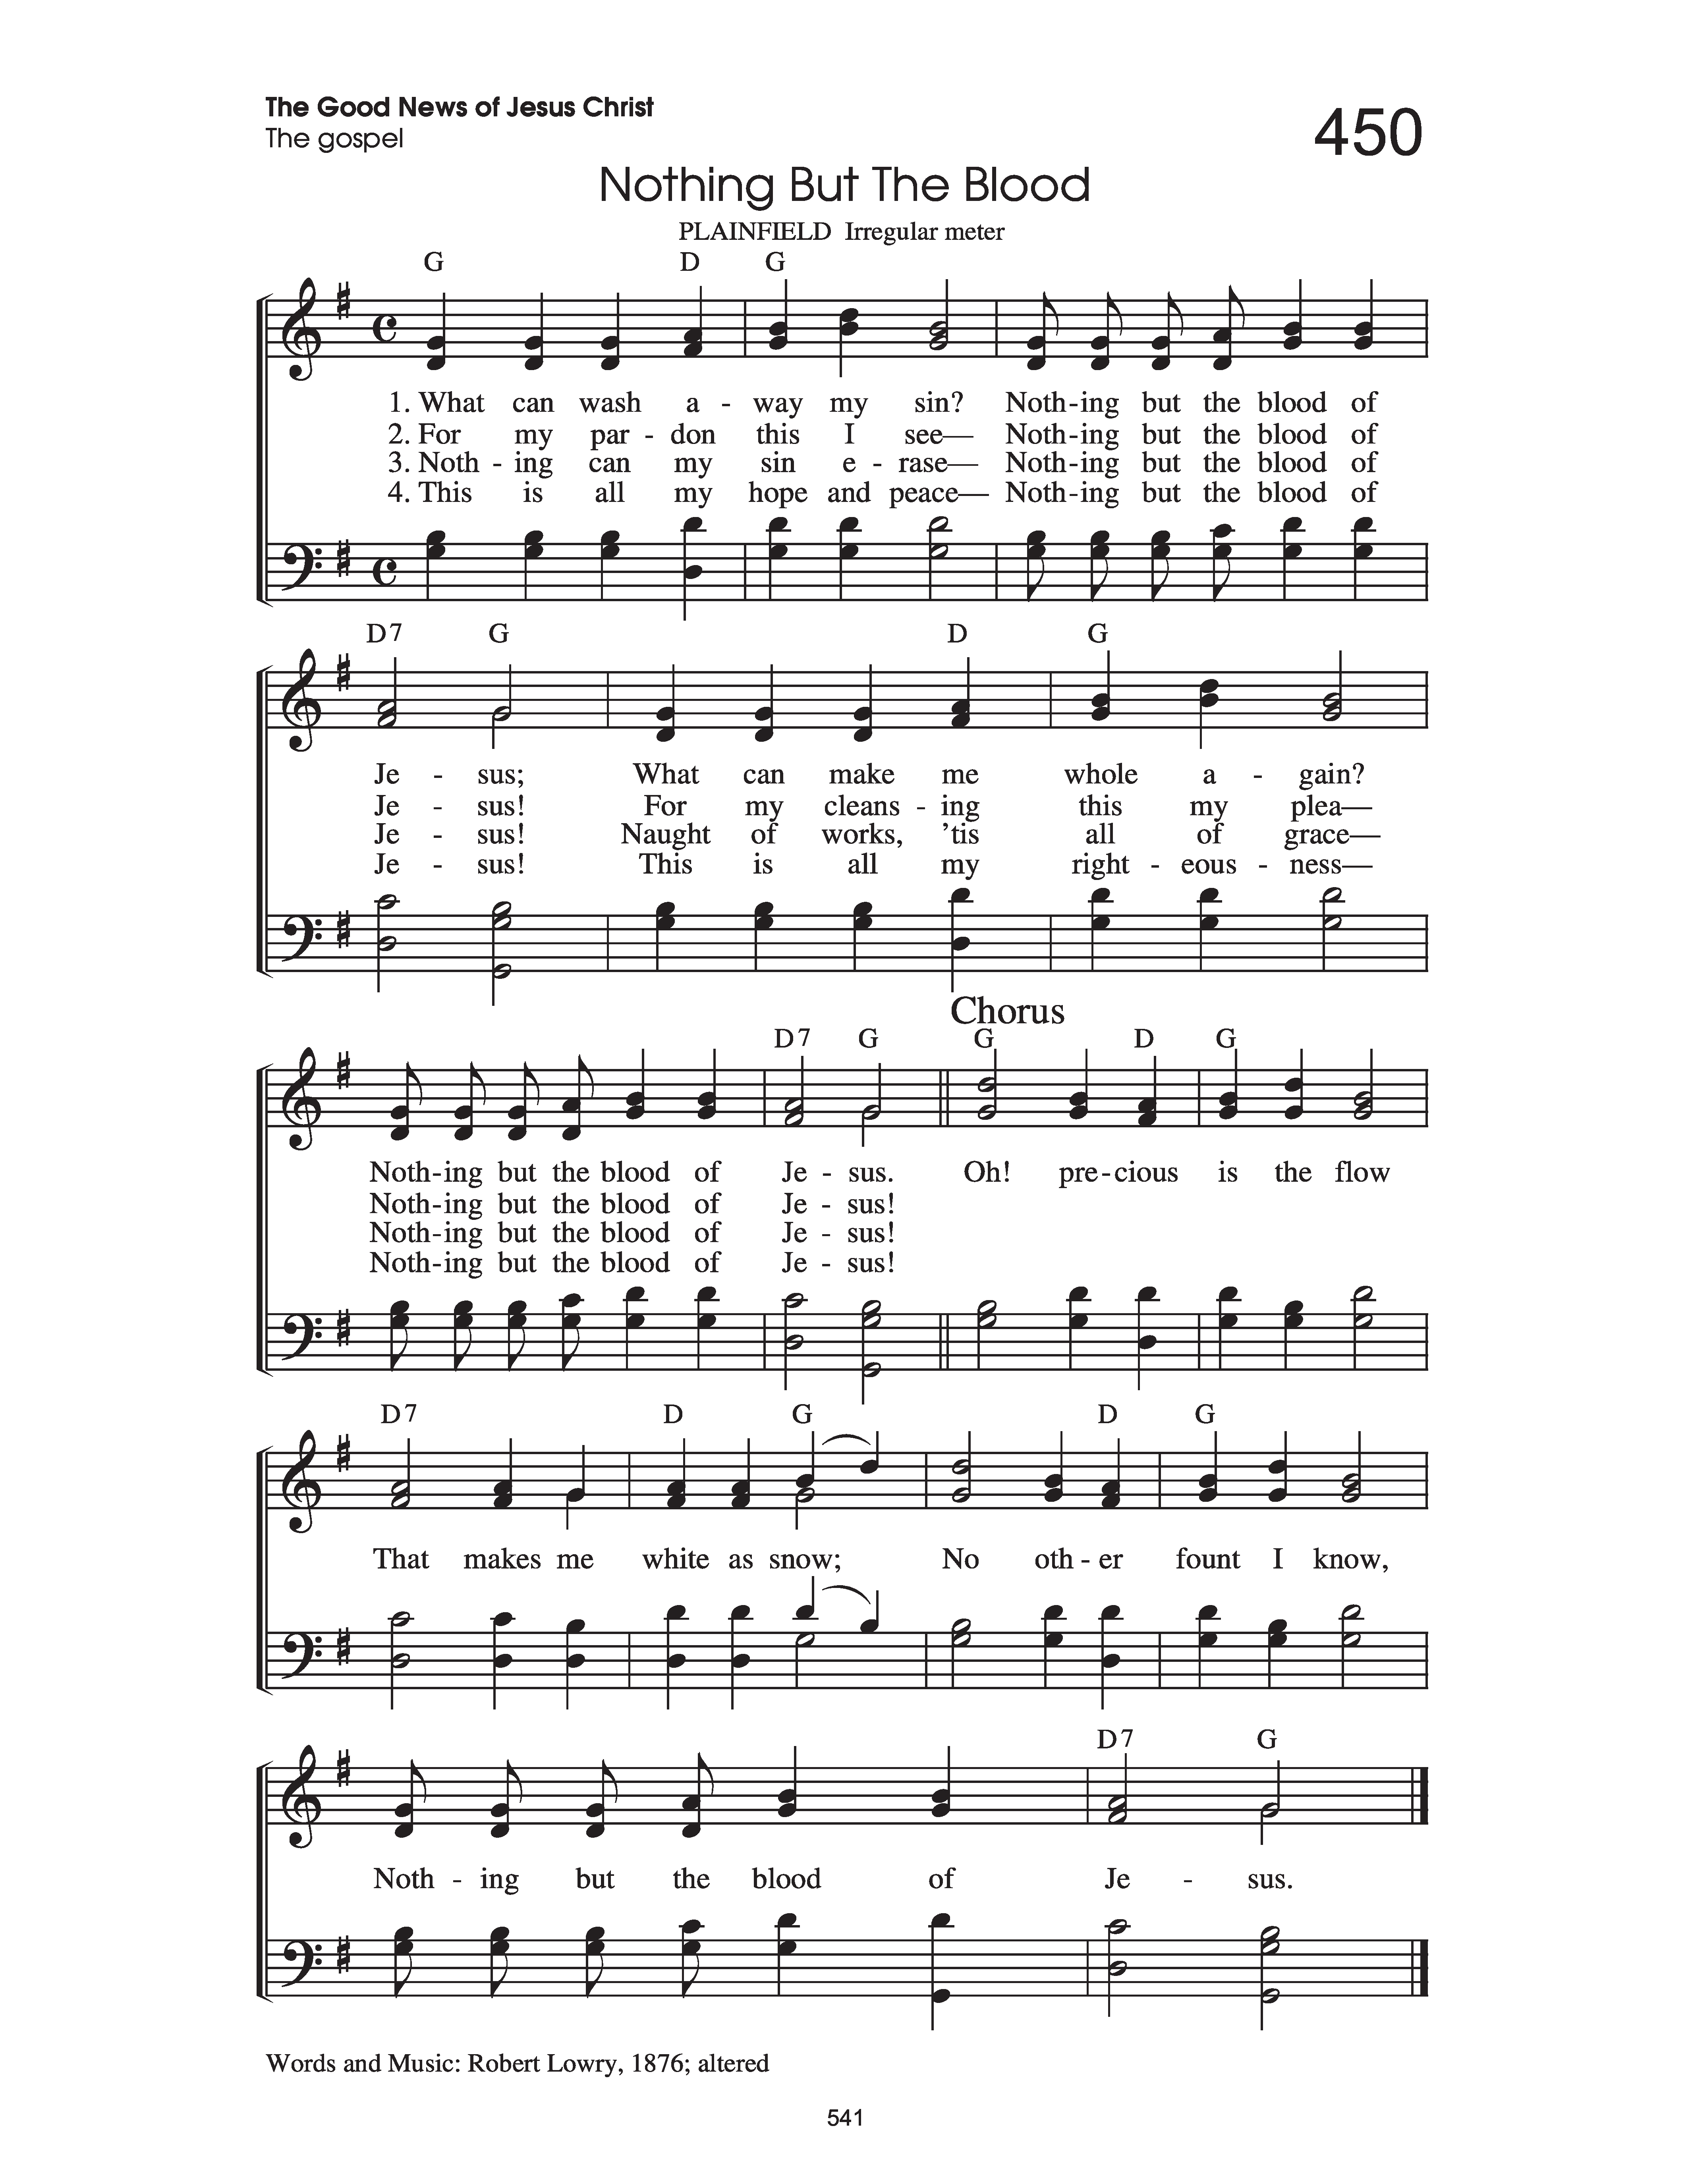 The Good News of Jesus Christ
The gospel
450
Nothing But The Blood
PLAINFIELD Irregular meter
G D G
1. What can wash a - way my sin? Noth-ing but the blood of
2. For my par - don this I see— Noth-ing but the blood of
3. Noth - ing can my sin e - rase— Noth-ing but the blood of
4. This is all my hope and peace— Noth-ing but the blood of
D7 G D G
Je - sus; What can make me whole a - gain?
Je - sus! For my cleans - ing this my plea—
Je - sus! Naught of works, ’tis all of grace—
Je - sus! This is all my right - eous - ness—
Chorus
D7 G G D G
Noth-ing but the blood of Je - sus. Oh! pre-cious is the flow
Noth-ing but the blood of Je - sus!
Noth-ing but the blood of Je - sus!
Noth-ing but the blood of Je - sus!
D7 D G D G
That makes me white as snow; No oth - er fount I know,
D7 G
Noth - ing but the blood of Je - sus.
Words and Music: Robert Lowry, 1876; altered
541